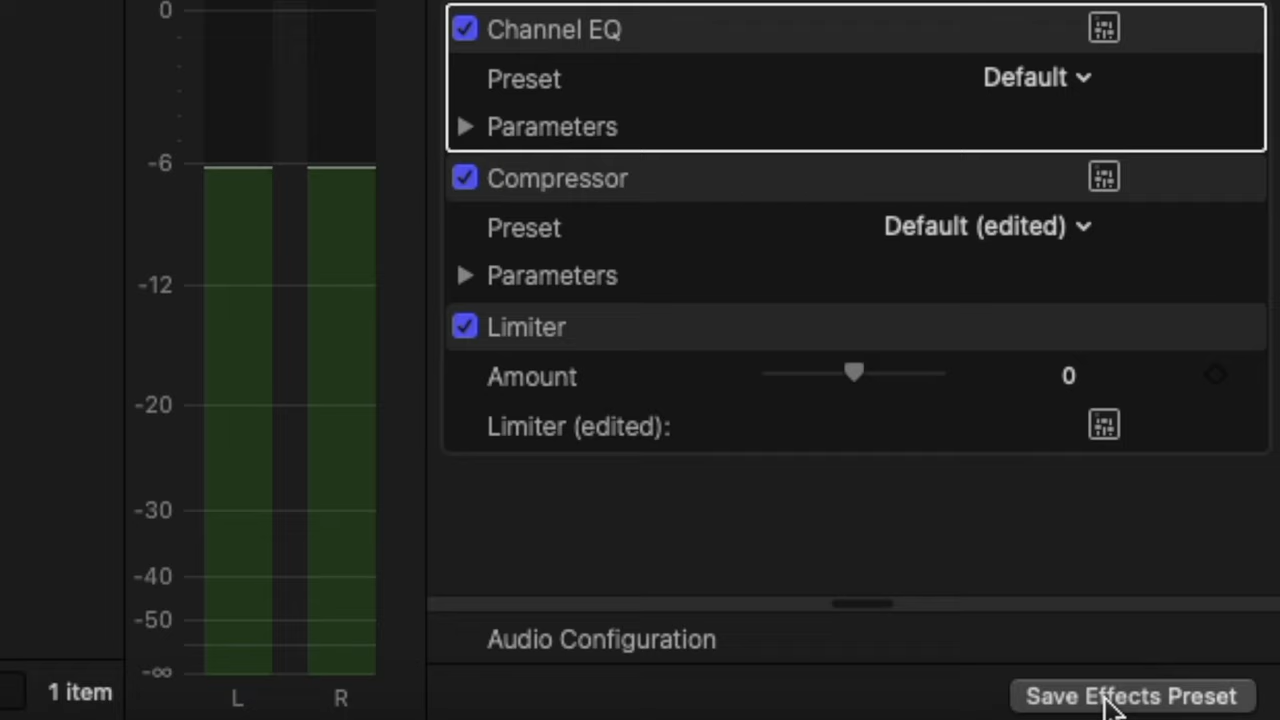 0
-6
-12
-20
-30
-40
-50
-∞
L R
1 item
Channel EQ
Preset Default
Parameters
Compressor
Preset Default (edited)
Parameters
Limiter
Amount 0
Limiter (edited):
Audio Configuration
Save Effects Preset